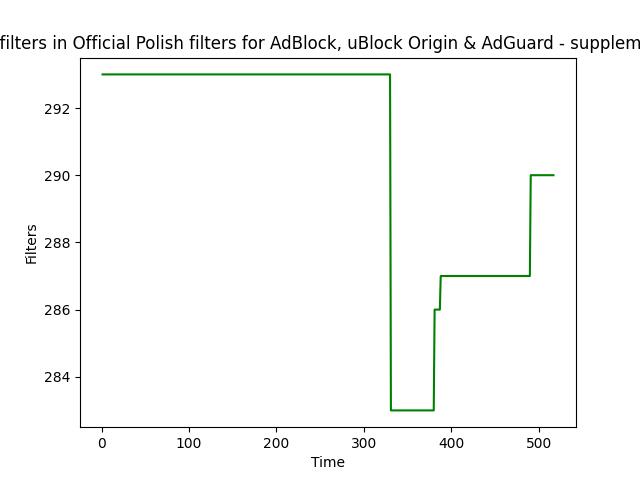 filters in Official Polish filters for AdBlock, uBlock Origin & AdGuard - supplem
292
290
288
286
284
Filters
0 100 200 300 400 500
Time